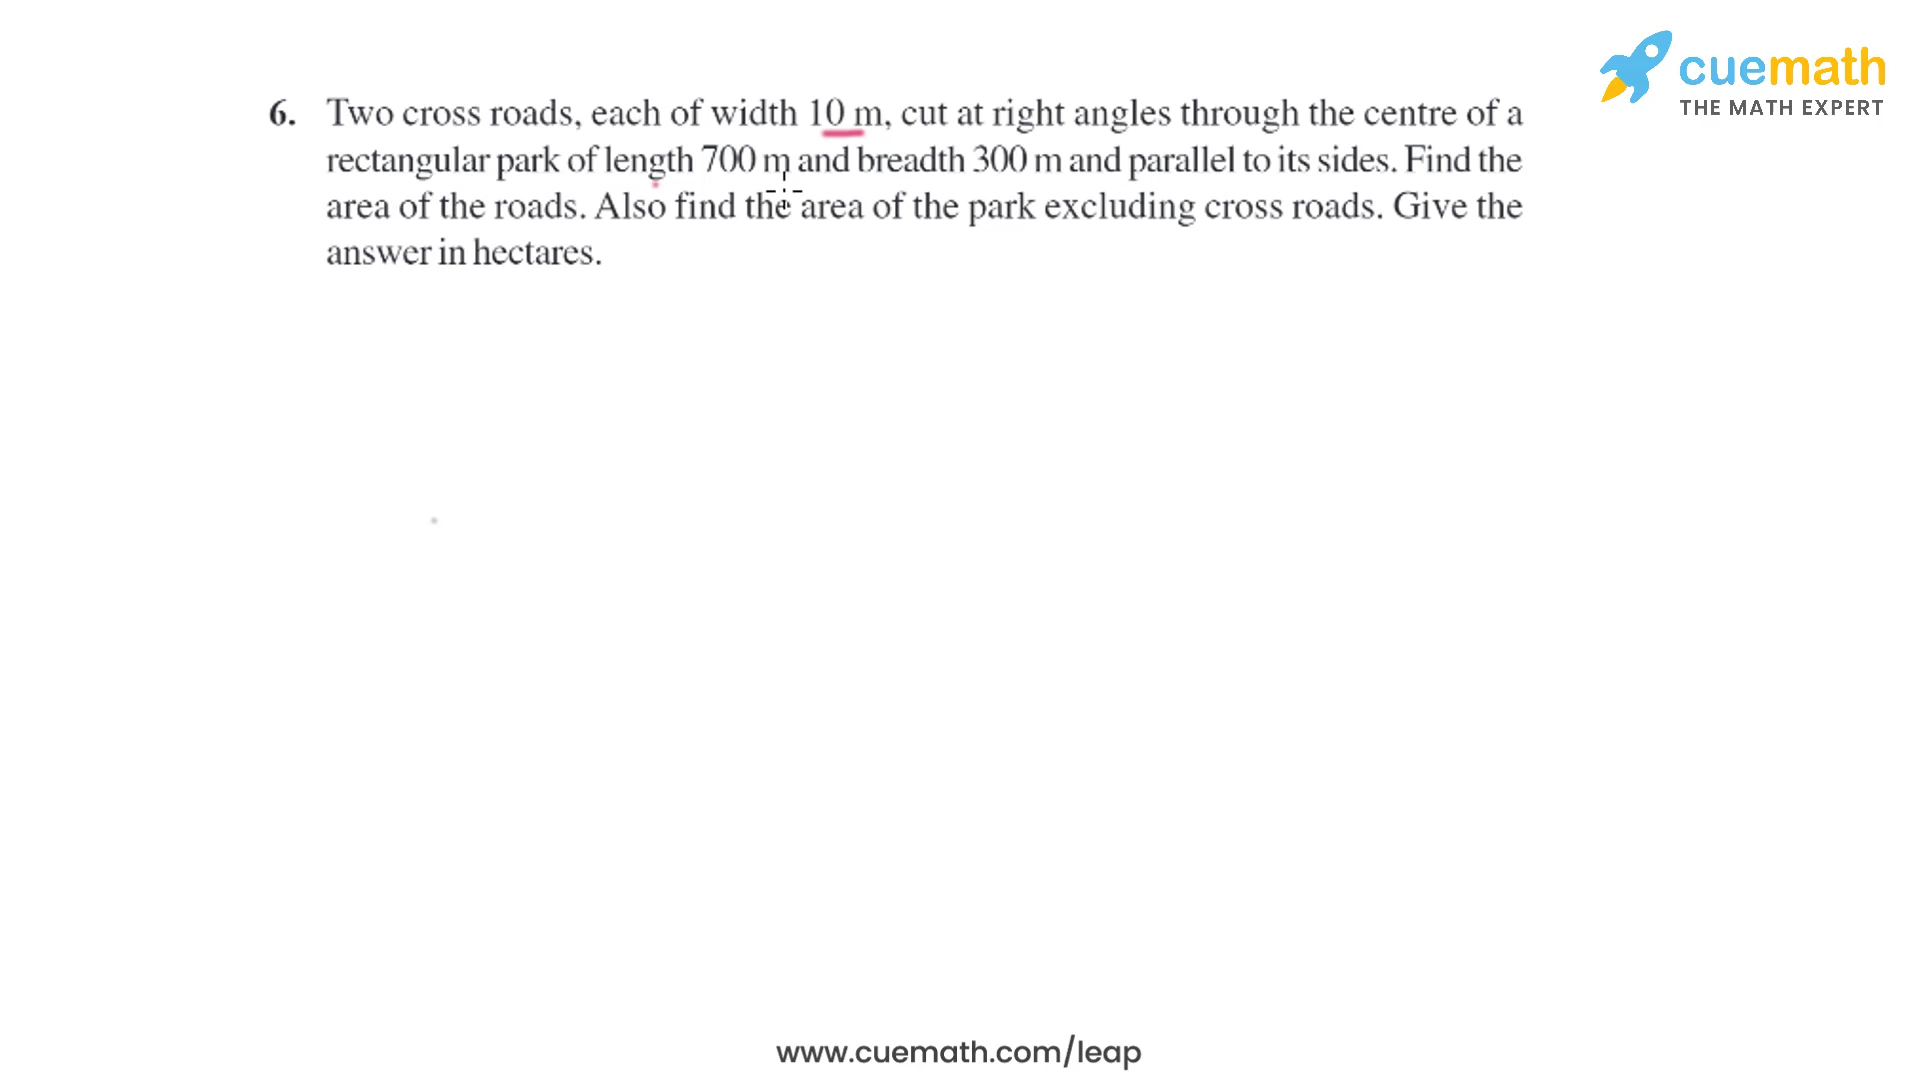 cuemath
THE MATH EXPERT
6. Two cross roads, each of width 10 m, cut at right angles through the centre of a
rectangular park of length 700 m and breadth 300 m and parallel to its sides. Find the
area of the roads. Also find the area of the park excluding cross roads. Give the
answer in hectares.
www.cuemath.com/leap